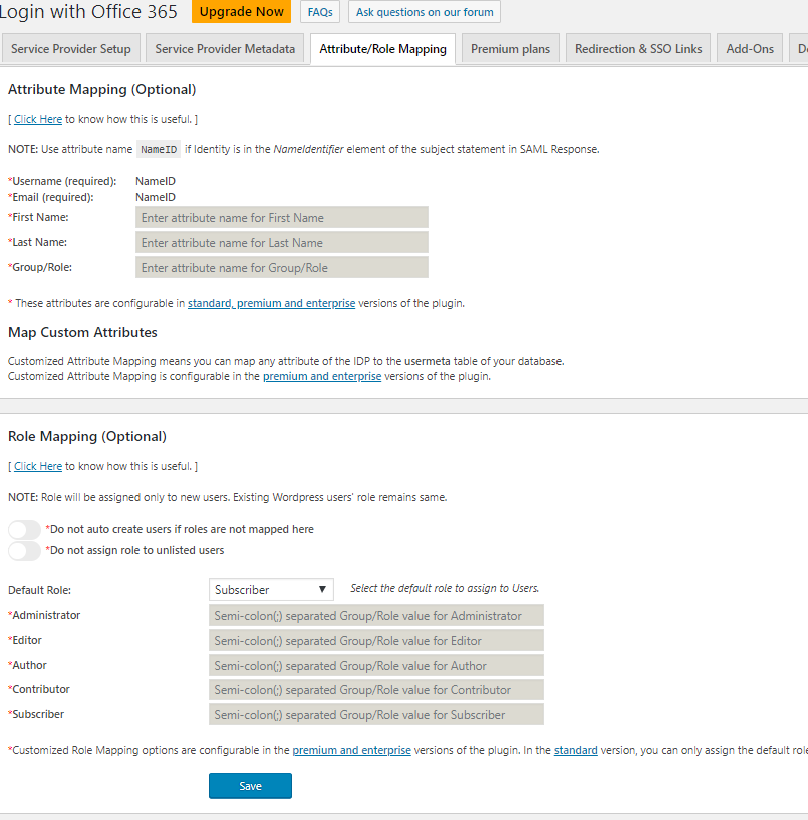 Login with Office 365 Upgrade Now FAQs Ask questions on our forum
Service Provider Setup Service Provider Metadata Attribute/Role Mapping Premium plans Redirection & SSO Links Add-Ons
Attribute Mapping (Optional)
[ Click Here to know how this is useful. ]
NOTE: Use attribute name NameID if Identity is in the NameIdentifier element of the subject statement in SAML Response.
*Username (required): NameID
*Email (required): NameID
*First Name: Enter attribute name for First Name
*Last Name: Enter attribute name for Last Name
*Group/Role: Enter attribute name for Group/Role
* These attributes are configurable in standard, premium and enterprise versions of the plugin.
Map Custom Attributes
Customized Attribute Mapping means you can map any attribute of the IDP to the usermeta table of your database.
Customized Attribute Mapping is configurable in the premium and enterprise versions of the plugin.
Role Mapping (Optional)
[ Click Here to know how this is useful. ]
NOTE: Role will be assigned only to new users. Existing Wordpress users' role remains same.
*Do not auto create users if roles are not mapped here
*Do not assign role to unlisted users
Default Role: Subscriber Select the default role to assign to Users.
*Administrator Semi-colon(;) separated Group/Role value for Administrator
*Editor Semi-colon(;) separated Group/Role value for Editor
*Author Semi-colon(;) separated Group/Role value for Author
*Contributor Semi-colon(;) separated Group/Role value for Contributor
*Subscriber Semi-colon(;) separated Group/Role value for Subscriber
*Customized Role Mapping options are configurable in the premium and enterprise versions of the plugin. In the standard version, you can only assign the default
Save